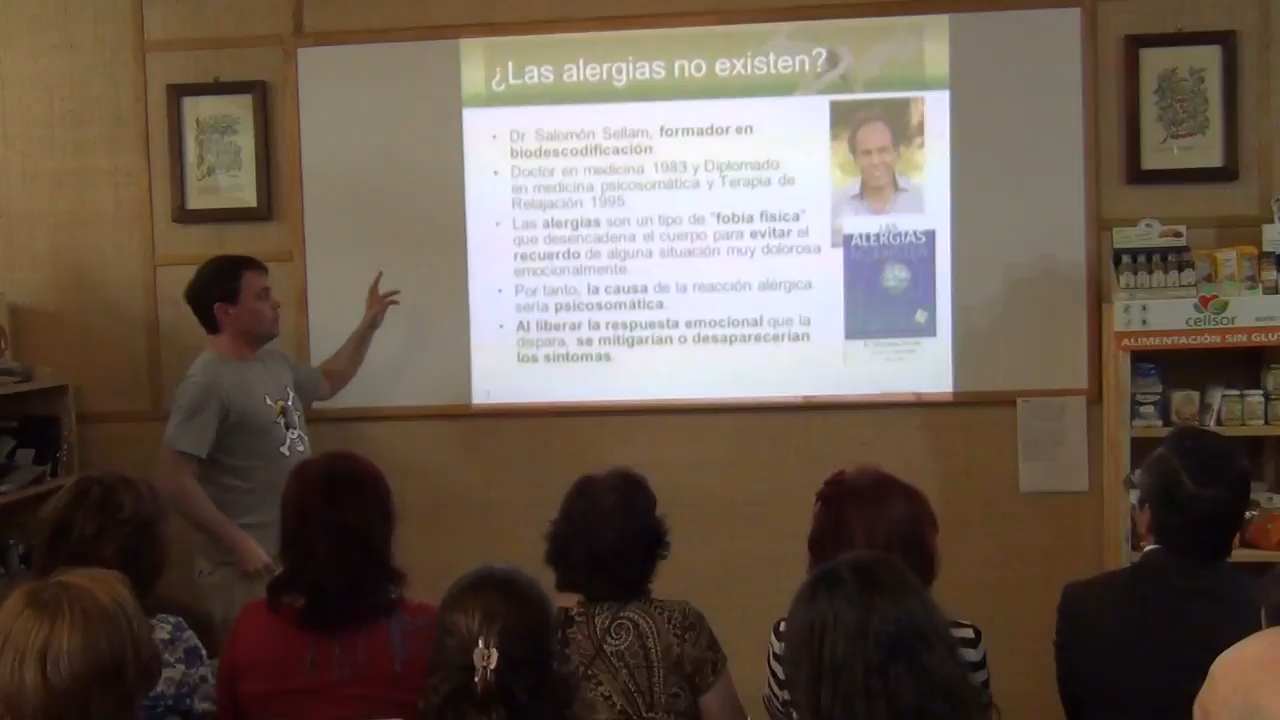 ¿Las alergias no existen?
• Dr Salomón Sellam, formador en
biodescodificación.
• Doctor en medicina 1983 y Diplomado
en medicina psicosomática y Terapia de
Relajación 1995.
• Las alergias son un tipo de "fobia física"
que desencadena el cuerpo para evitar el
recuerdo de alguna situación muy dolorosa
emocionalmente.
• Por tanto, la causa de la reacción alérgica
sería psicosomática.
• Al liberar la respuesta emocional que la
dispara, se mitigarían o desaparecerían
los síntomas.
LAS
ALERGIAS
celisor
ALIMENTACIÓN SIN GLU